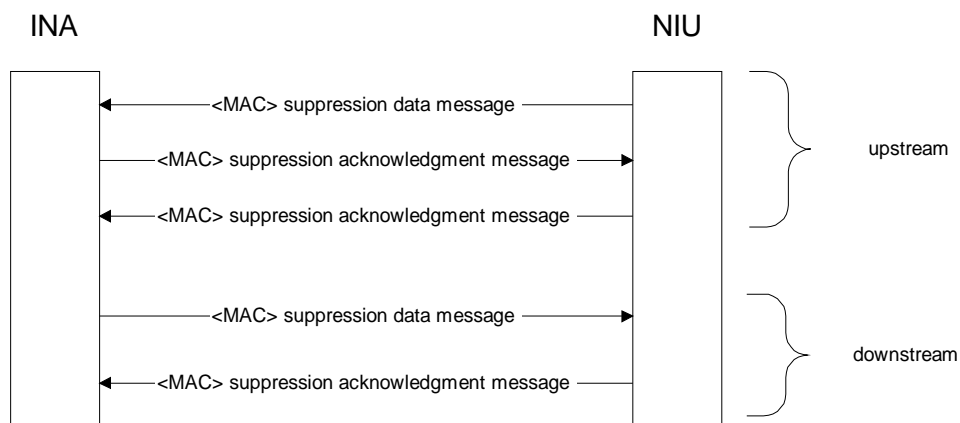 INA
NIU
<MAC> suppression data message
<MAC> suppression acknowledgment message
<MAC> suppression acknowledgment message
upstream
<MAC> suppression data message
<MAC> suppression acknowledgment message
downstream